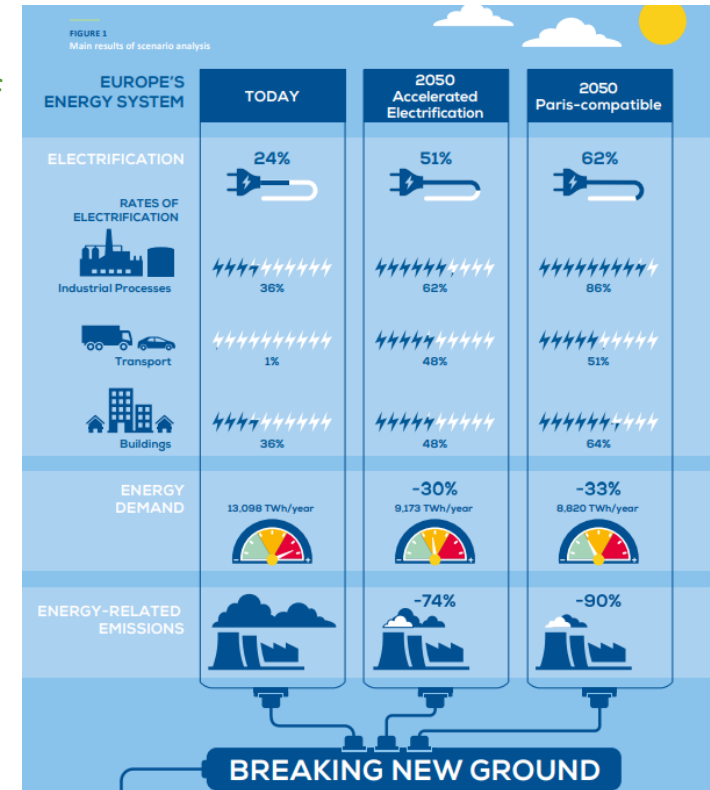 FIGURE 1
Main results of scenario analysis
EUROPE'S
ENERGY SYSTEM
TODAY
2050
Accelerated
Electrification
2050
Paris-compatible
ELECTRIFICATION
24%
51%
62%
RATES OF
ELECTRIFICATION
Industrial Processes
36%
62%
86%
Transport
1%
48%
51%
Buildings
36%
48%
64%
ENERGY
DEMAND
13,098 TWh/year
-30%
9,173 TWh/year
-33%
8,820 TWh/year
- +
- +
- +
ENERGY-RELATED
EMISSIONS
-74%
-90%
BREAKING NEW GROUND